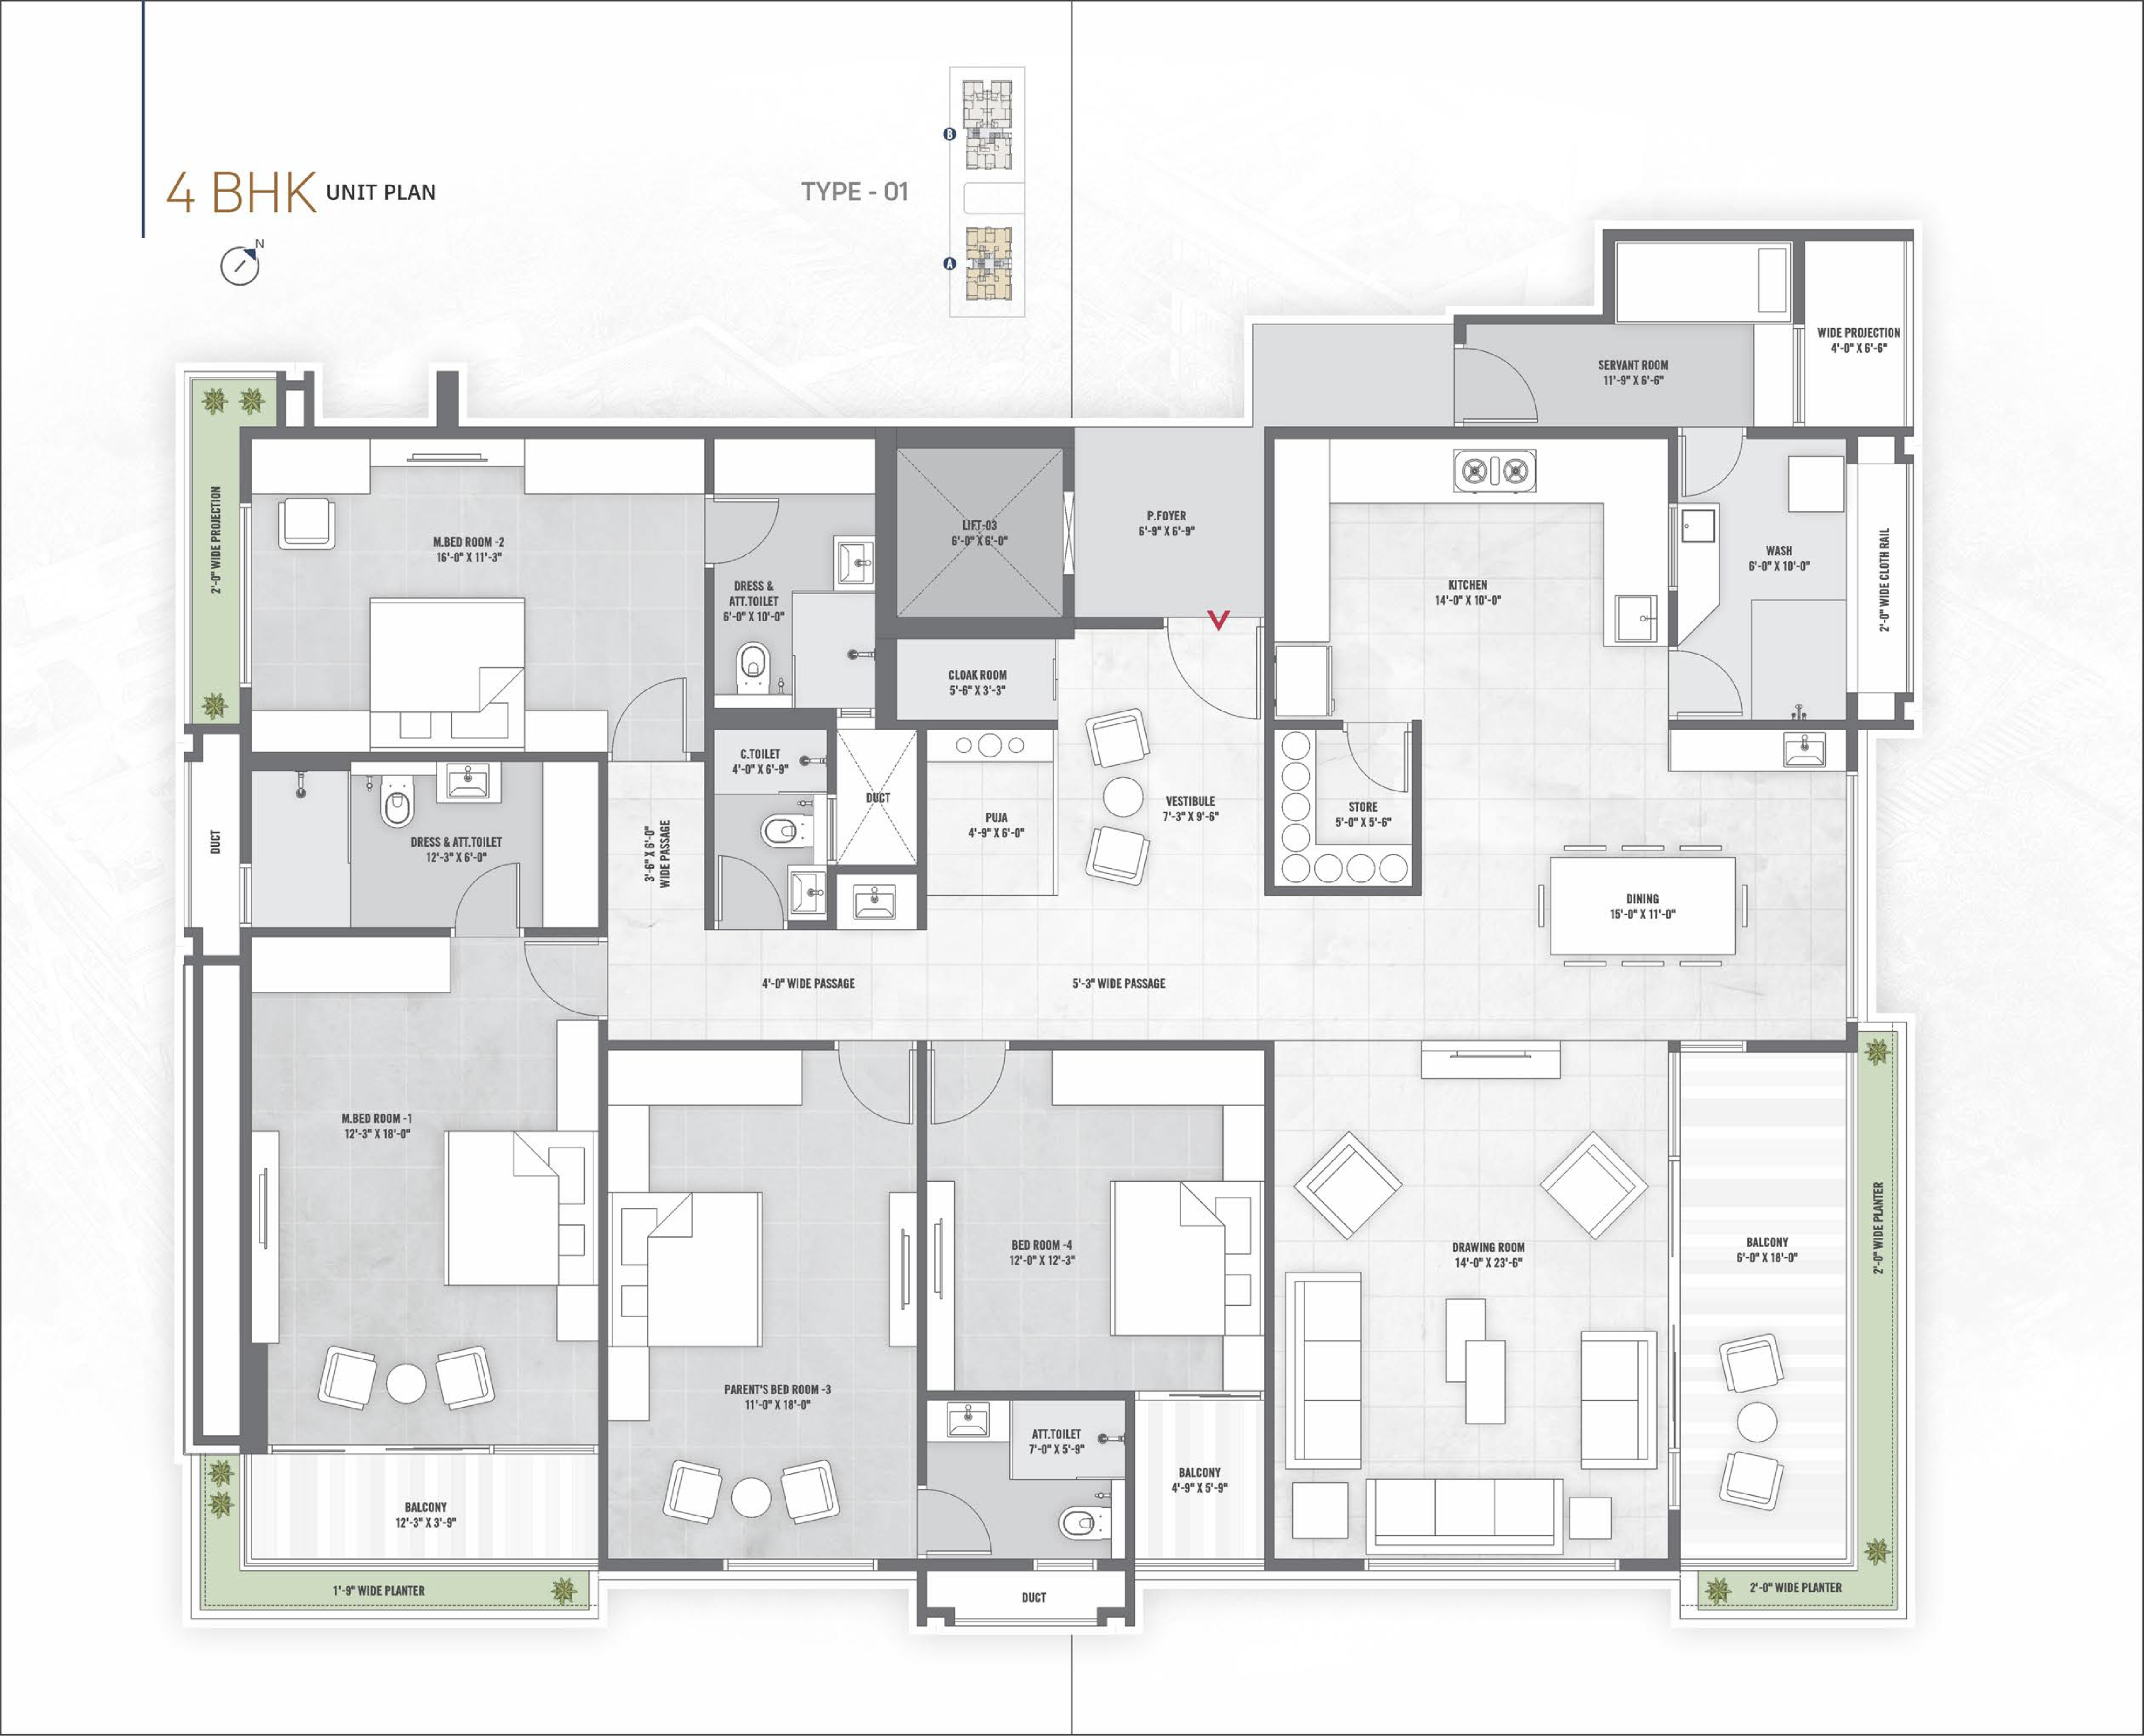 4 BHK UNIT PLAN
N
TYPE - 01
B
A
WIDE PROJECTION
4'-0" X 6'-6"
SERVANT ROOM
11'-9" X 6'-6"
2'-0" WIDE PROJECTION
M.BED ROOM -2
16'-0" X 11'-3"
DRESS &
ATT.TOILET
6'-0" X 10'-0"
LIFT-03
6'-0" X 6'-0"
P.FOYER
6'-9" X 6'-9"
KITCHEN
14'-0" X 10'-0"
WASH
6'-0" X 10'-0"
2'-0" WIDE CLOTH RAIL
CLOAK ROOM
5'-6" X 3'-3"
C.TOILET
4'-0" X 6'-9"
DUCT
PUJA
4'-9" X 6'-0"
VESTIBULE
7'-3" X 9'-6"
STORE
5'-0" X 5'-6"
DUCT
DRESS & ATT.TOILET
12'-3" X 6'-0"
3'-6" X 6'-0"
WIDE PASSAGE
DINING
15'-0" X 11'-0"
4'-0" WIDE PASSAGE
5'-3" WIDE PASSAGE
M.BED ROOM -1
12'-3" X 18'-0"
BED ROOM -4
12'-0" X 12'-3"
DRAWING ROOM
14'-0" X 23'-6"
BALCONY
6'-0" X 18'-0"
2'-0" WIDE PLANTER
PARENT'S BED ROOM -3
11'-0" X 18'-0"
ATT.TOILET
7'-0" X 5'-9"
BALCONY
4'-9" X 5'-9"
BALCONY
12'-3" X 3'-9"
1'-9" WIDE PLANTER
DUCT
2'-0" WIDE PLANTER